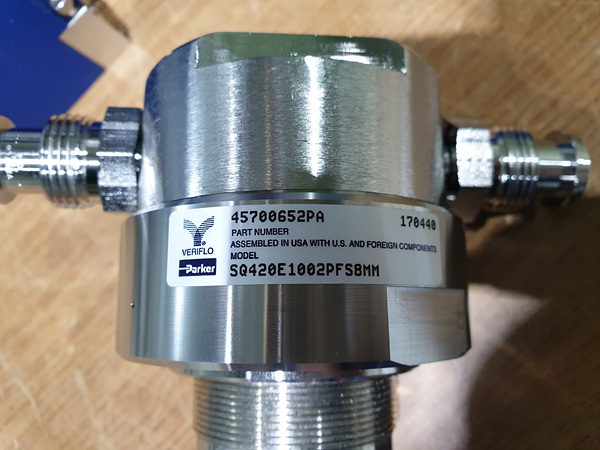 45700652PA 170440
PART NUMBER
ASSEMBLED IN USA WITH U.S. AND FOREIGN COMPONENTS
VERIFLO MODEL
Parker SQ420E1002PFS8MM